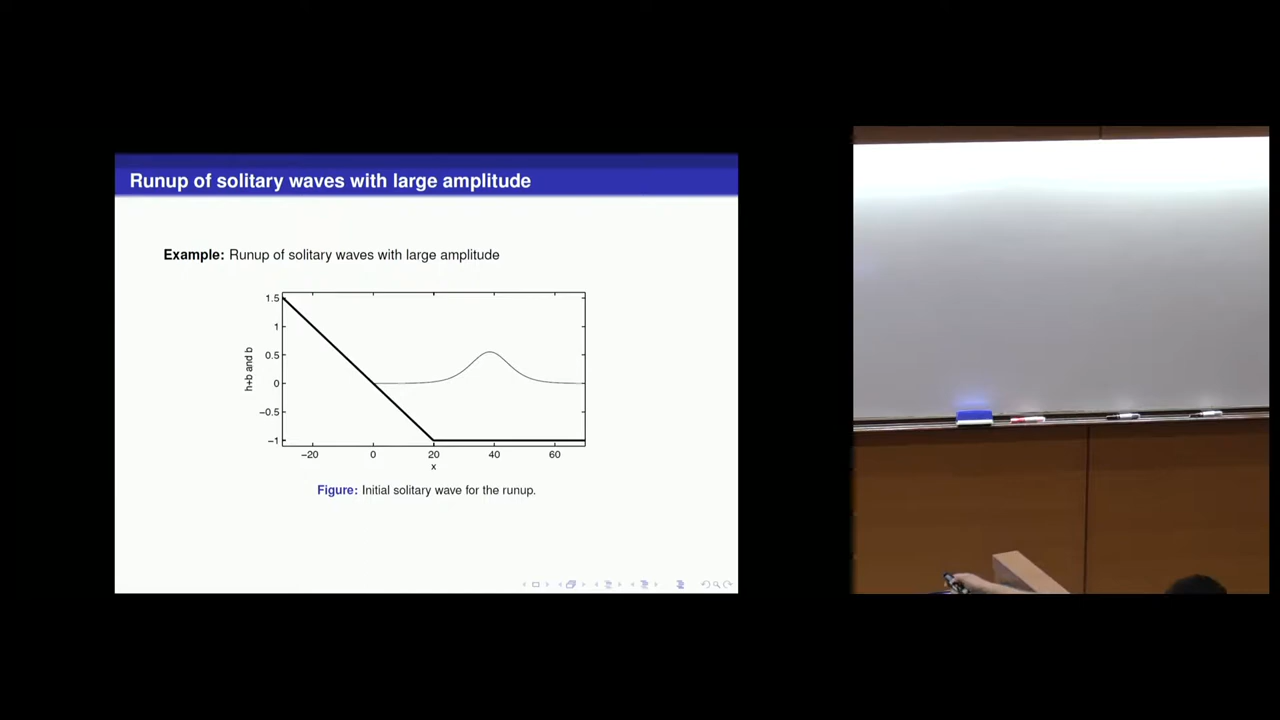 Runup of solitary waves with large amplitude
Example: Runup of solitary waves with large amplitude
1.5
1
0.5
0
−0.5
−1
h+b and b
−20 0 20 40 60
x
Figure: Initial solitary wave for the runup.